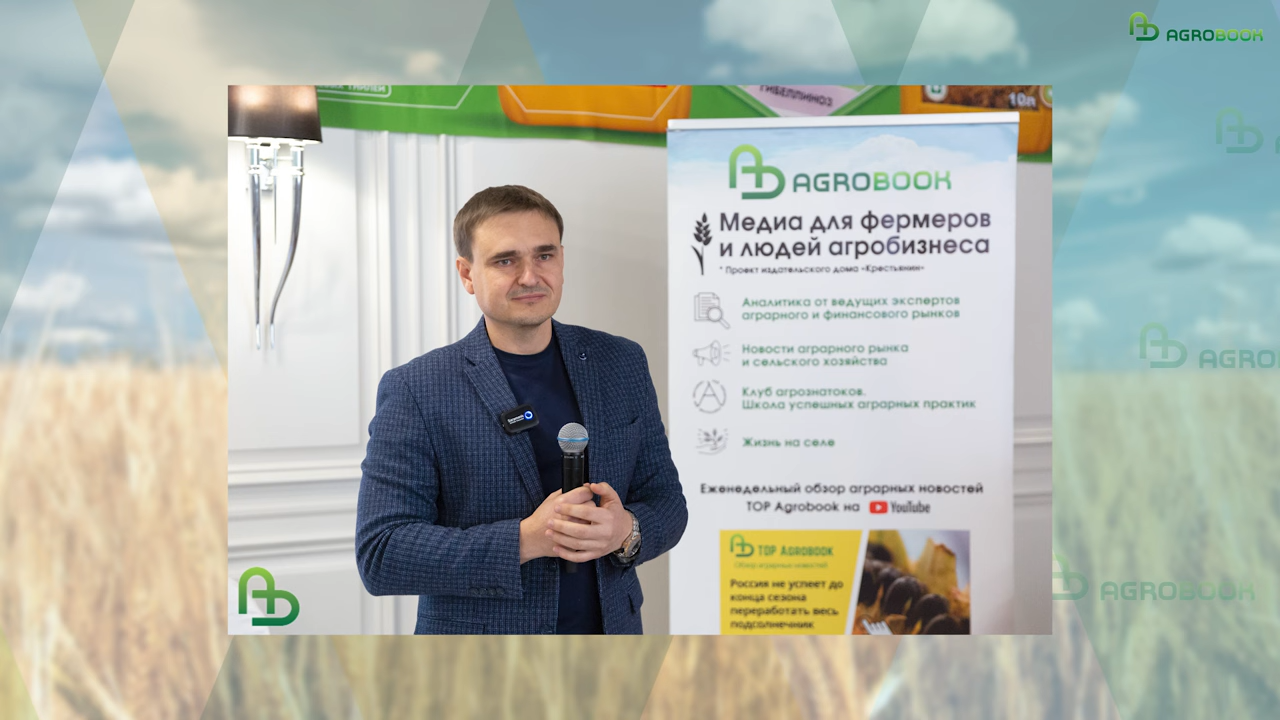 AGROBOOK
ГИБЕЛЛИНОЗ
10л
AGROBOOK
Медиа для фермеров
и людей агробизнеса
* Проект издательского дома «Крестьянин»
Аналитика от ведущих экспертов
аграрного и финансового рынков
Новости аграрного рынка
и сельского хозяйства
Клуб агрознатоков.
Школа успешных аграрных практик
Жизнь на селе
Еженедельный обзор аграрных новостей
TOP Agrobook на YouTube
TOP AGROBOOK
Обзор аграрных новостей
Россия не успеет до
конца сезона
переработать весь
подсолнечник
AGRO
AGROBOOK